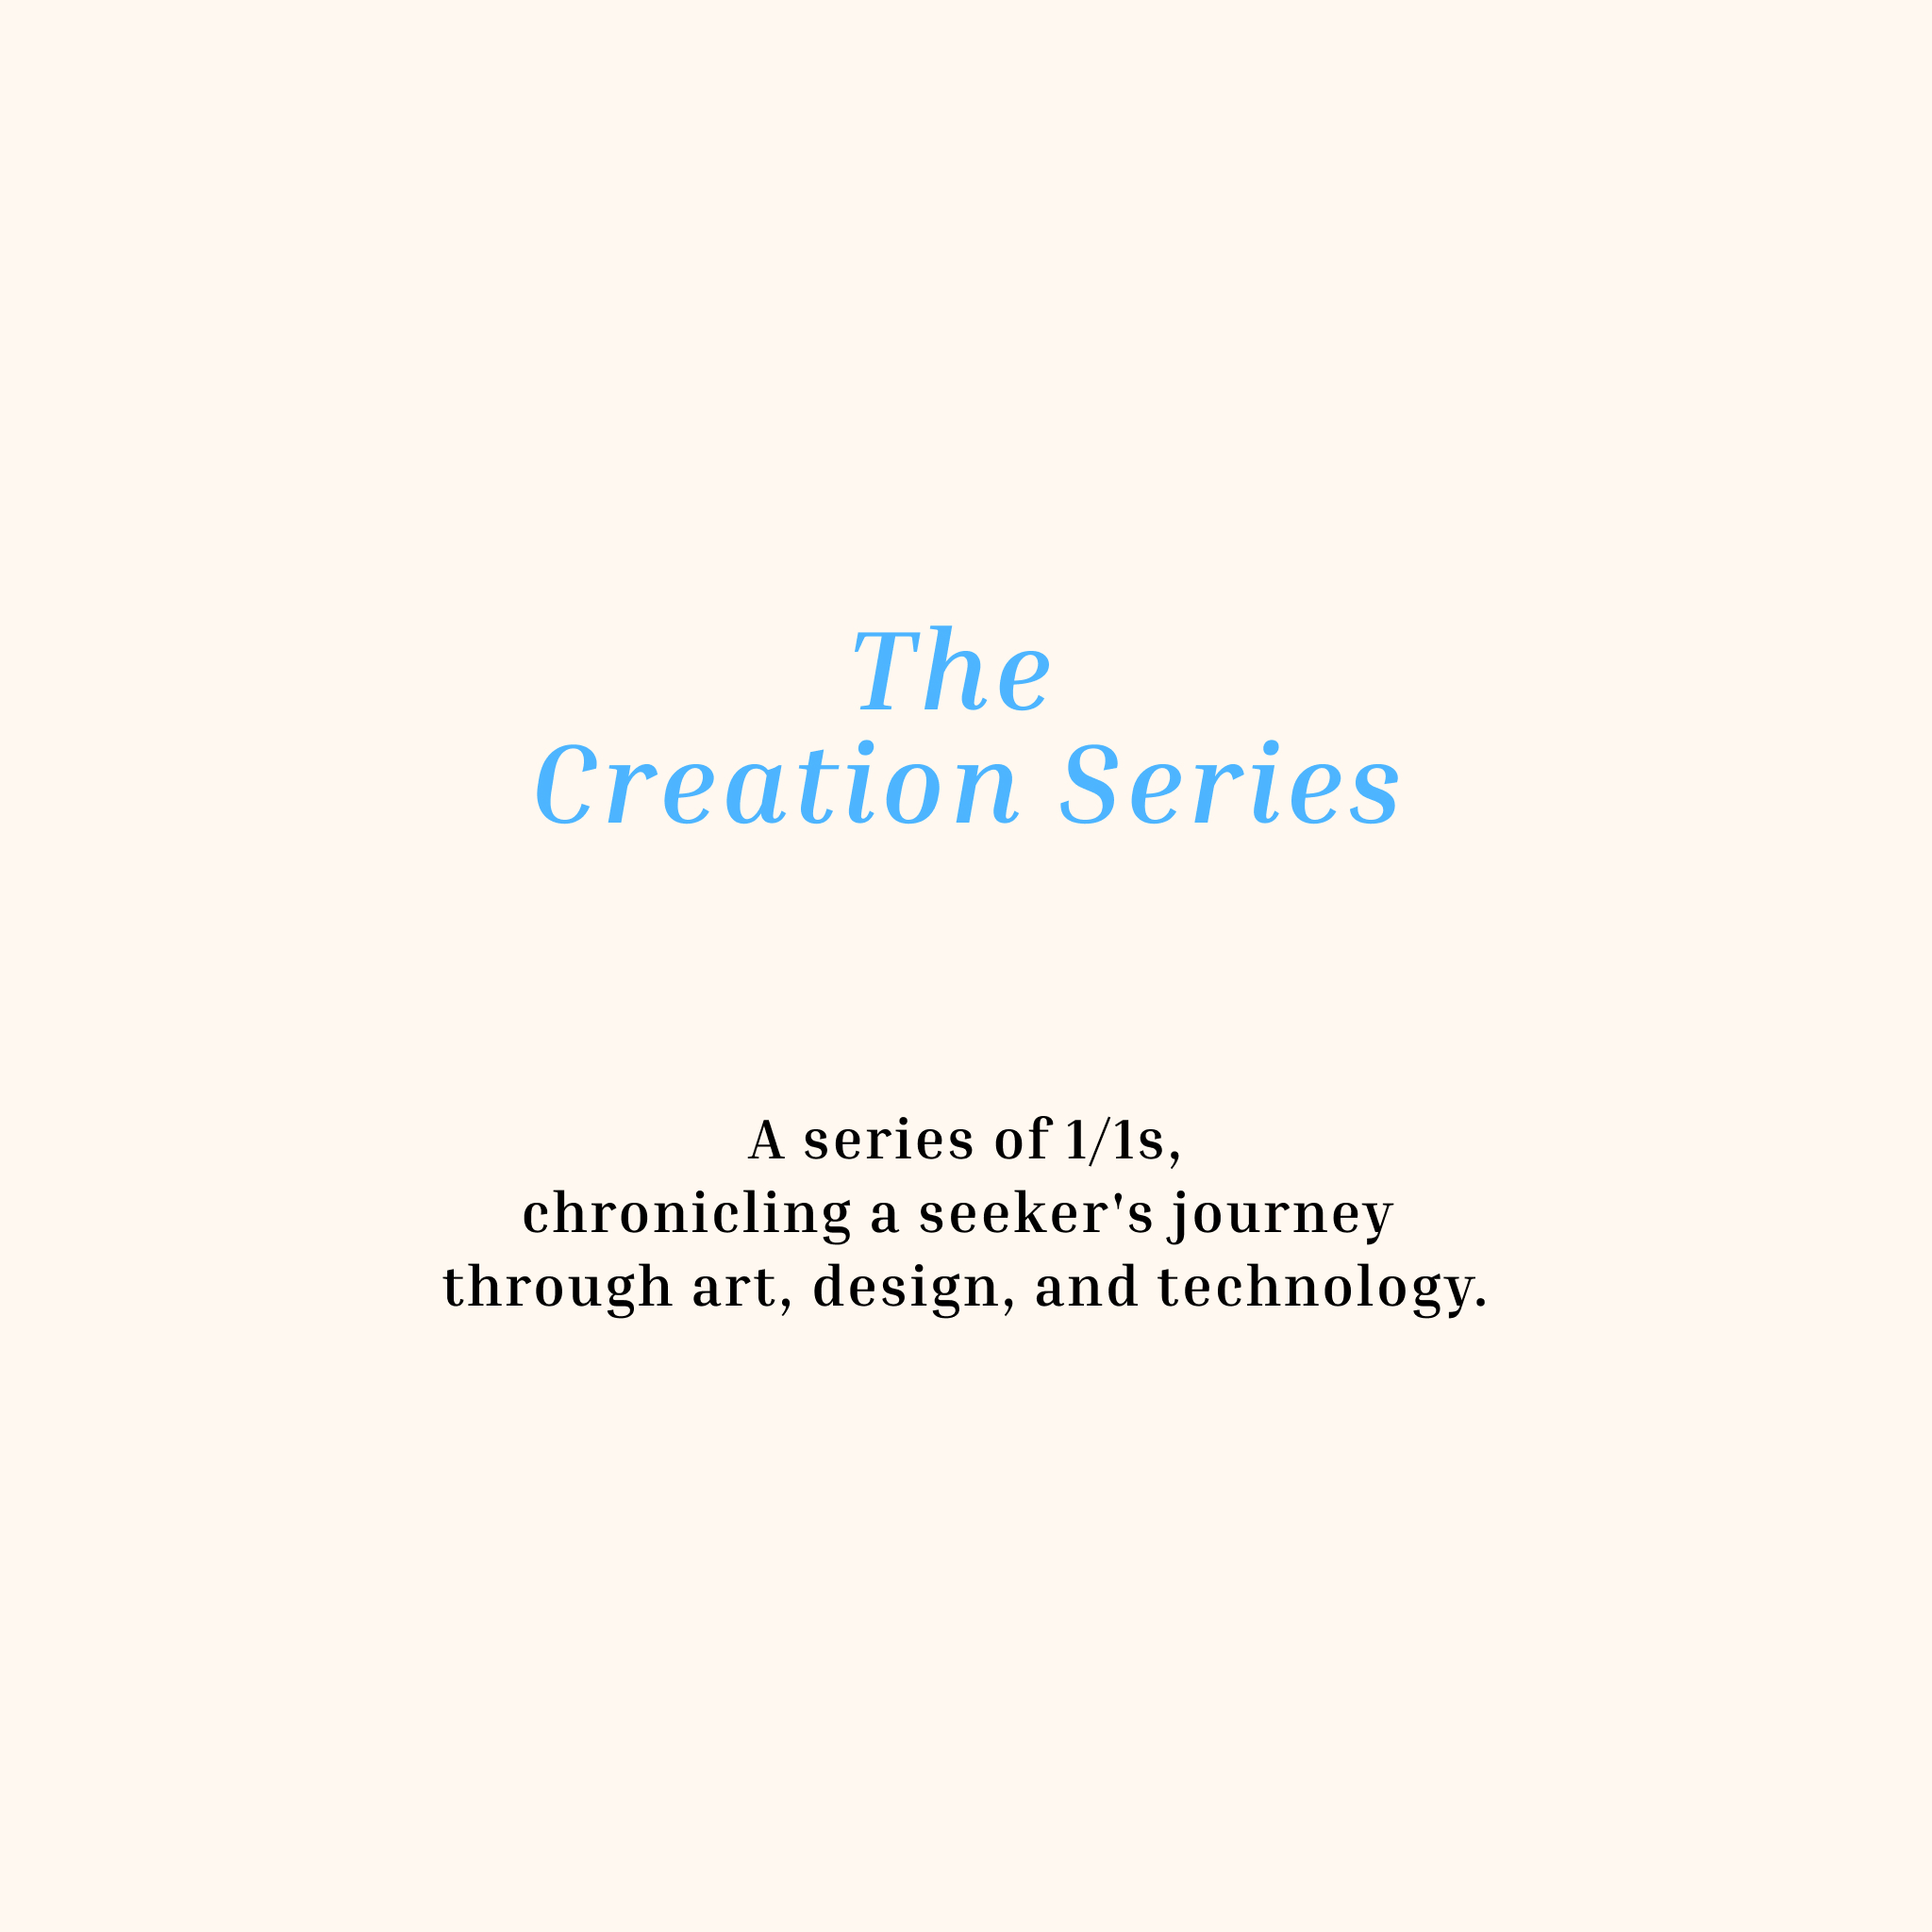 The
Creation Series
A series of 1/1s,
chronicling a seeker's journey
through art, design, and technology.